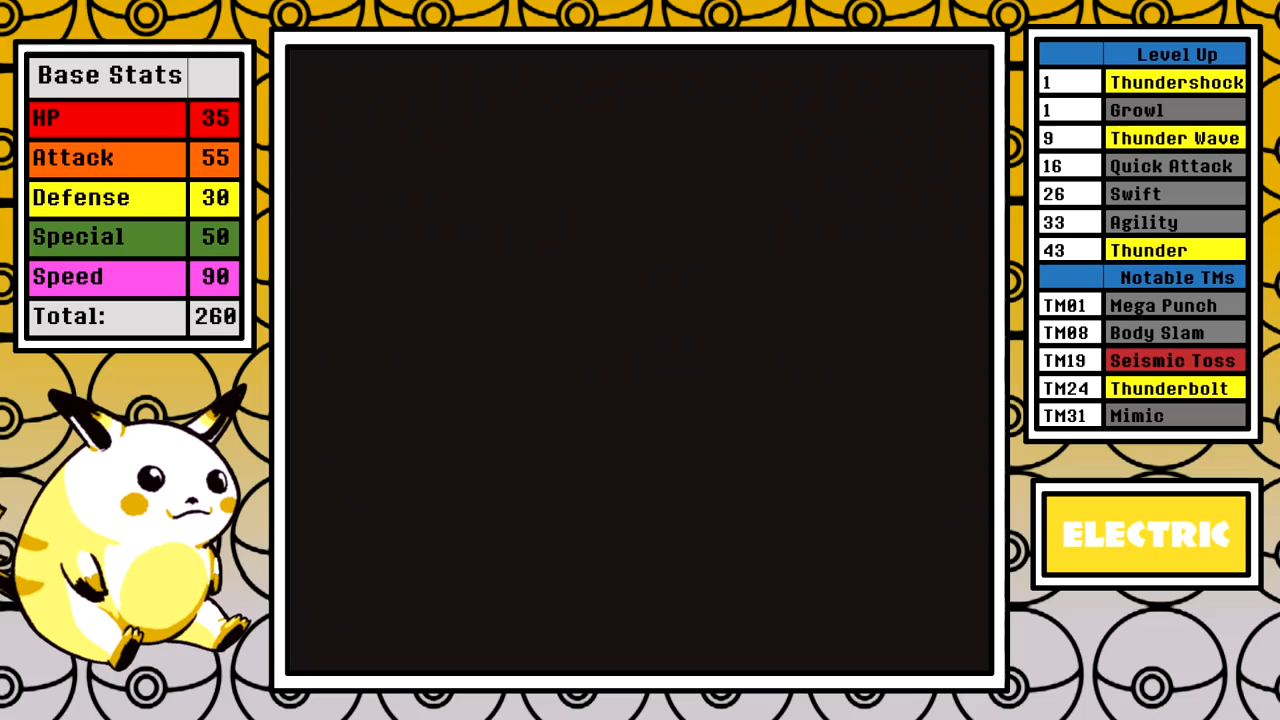 Base Stats
HP 35
Attack 55
Defense 30
Special 50
Speed 90
Total: 260
Level Up
1 Thundershock
1 Growl
9 Thunder Wave
16 Quick Attack
26 Swift
33 Agility
43 Thunder
Notable TMs
TM01 Mega Punch
TM08 Body Slam
TM19 Seismic Toss
TM24 Thunderbolt
TM31 Mimic
ELECTRIC